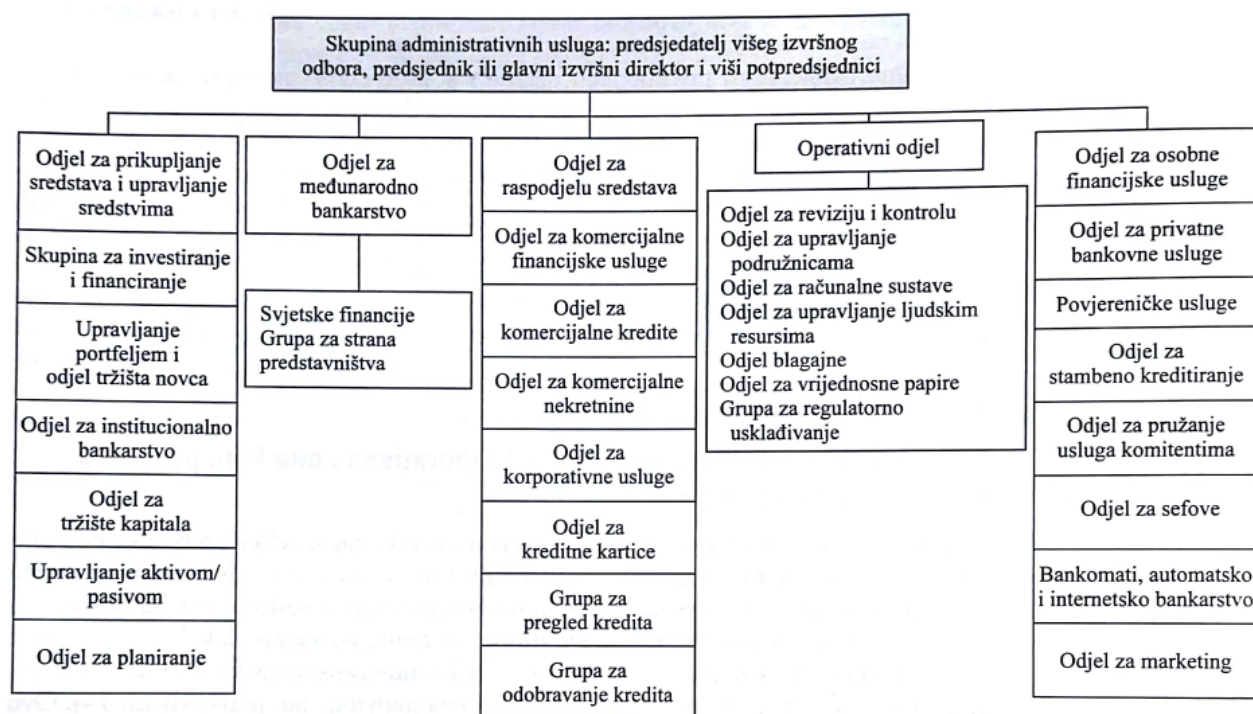 Skupina administrativnih usluga: predsjedatelj višeg izvršnog
odbora, predsjednik ili glavni izvršni direktor i viši potpredsjednici
Odjel za prikupljanje
sredstava i upravljanje
sredstvima
Skupina za investiranje
i financiranje
Upravljanje
portfeljem i
odjel tržišta novca
Odjel za institucionalno
bankarstvo
Odjel za
tržište kapitala
Upravljanje aktivom/
pasivom
Odjel za planiranje
Odjel za
međunarodno
bankarstvo
Svjetske financije
Grupa za strana
predstavništva
Odjel za
raspodjelu sredstava
Odjel za komercijalne
financijske usluge
Odjel za
komercijalne kredite
Odjel za komercijalne
nekretnine
Odjel za
korporativne usluge
Odjel za
kreditne kartice
Grupa za
pregled kredita
Grupa za
odobravanje kredita
Operativni odjel
Odjel za reviziju i kontrolu
Odjel za upravljanje
podružnicama
Odjel za računalne sustave
Odjel za upravljanje ljudskim
resursima
Odjel blagajne
Odjel za vrijednosne papire
Grupa za regulatorno
usklađivanje
Odjel za osobne
financijske usluge
Odjel za privatne
bankovne usluge
Povjereničke usluge
Odjel za
stambeno kreditiranje
Odjel za pružanje
usluga komitentima
Odjel za sefove
Bankomati, automatsko
i internetsko bankarstvo
Odjel za marketing